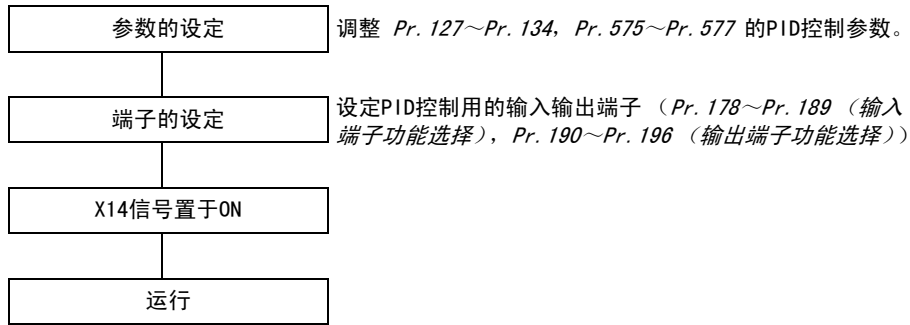 参数的设定
调整 Pr.127～Pr.134, Pr.575～Pr.577 的PID控制参数。
端子的设定
设定PID控制用的输入输出端子 （Pr.178～Pr.189 （输入
端子功能选择）, Pr.190～Pr.196 （输出端子功能选择））
X14信号置于ON
运行